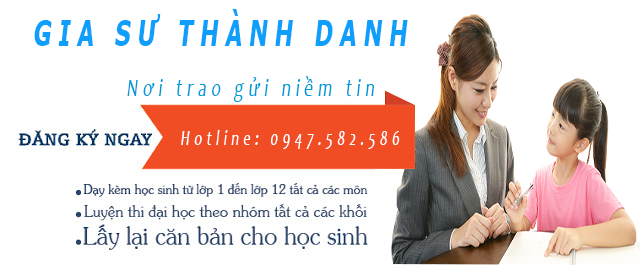 GIA SƯ THÀNH DANH
Nơi trao gửi niềm tin
ĐĂNG KÝ NGAY Hotline: 0947.582.586
• Dạy kèm học sinh từ lớp 1 đến lớp 12 tất cả các môn
• Luyện thi đại học theo nhóm tất cả các khối
• Lấy lại căn bản cho học sinh